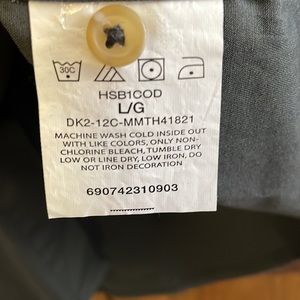 30C
HSB1COD
L/G
DK2-12C-MMTH41821
MACHINE WASH COLD INSIDE OUT
WITH LIKE COLORS, ONLY NON-
CHLORINE BLEACH, TUMBLE DRY
LOW OR LINE DRY, LOW IRON, DO
NOT IRON DECORATION
690742310903